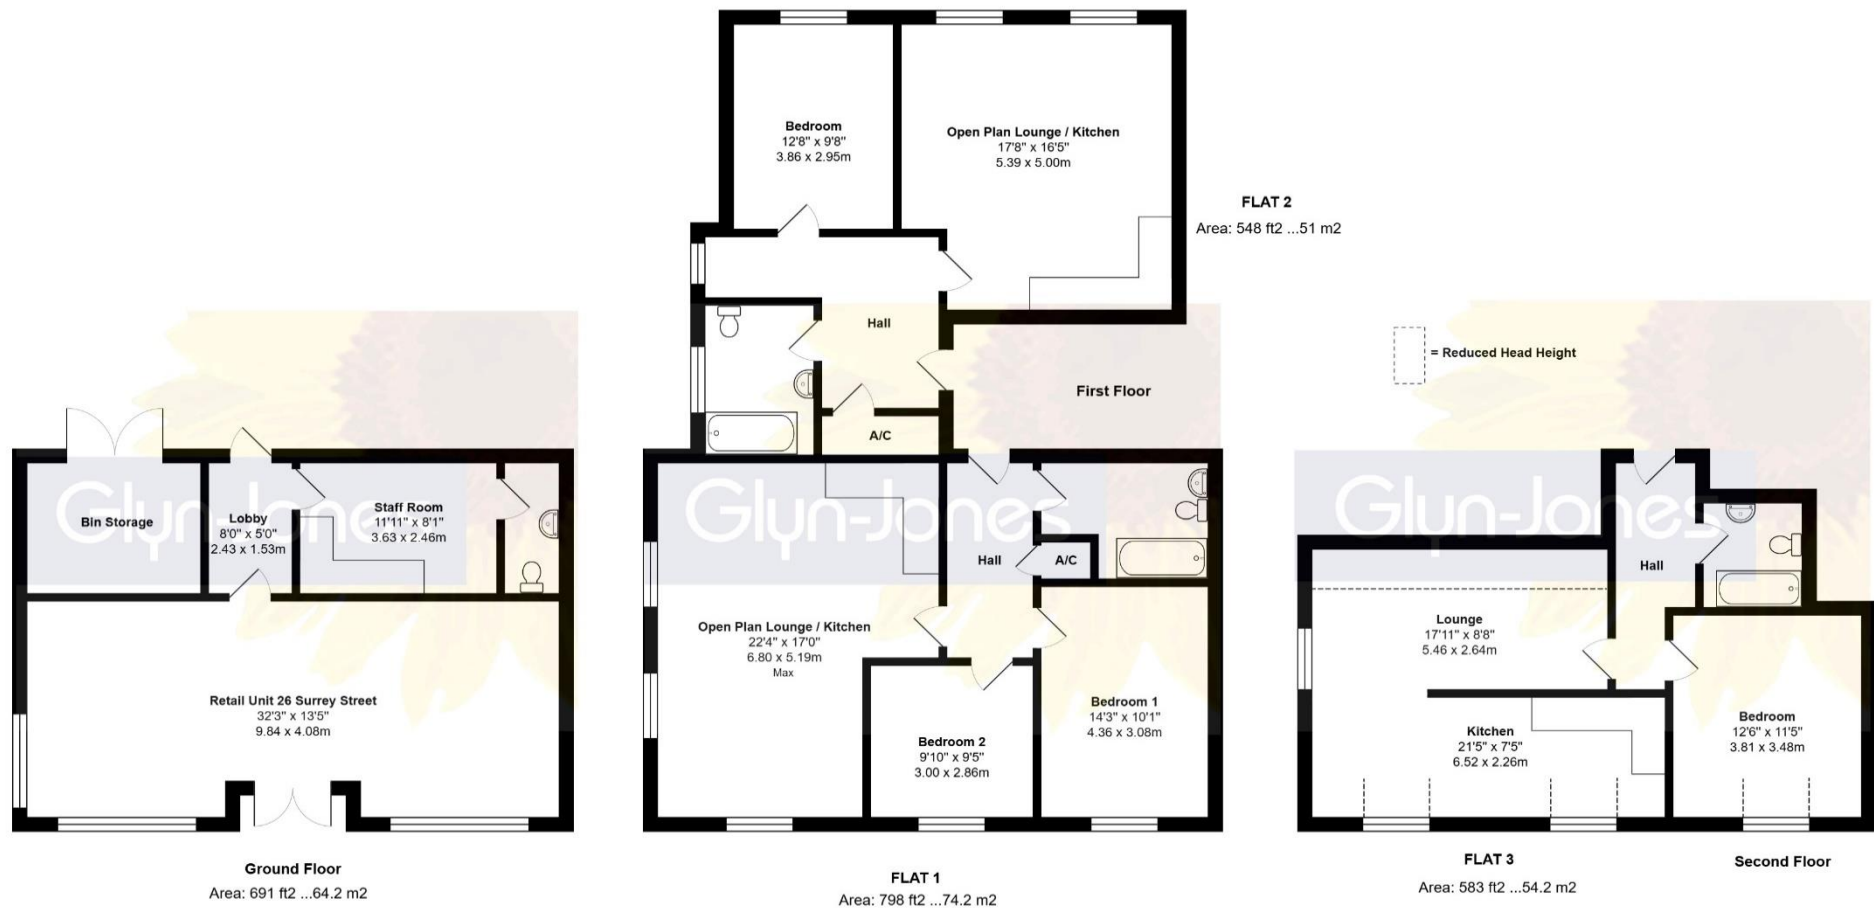 Bedroom
12'8" x 9'8"
3.86 x 2.95m
Open Plan Lounge / Kitchen
17'8" x 16'5"
5.39 x 5.00m
FLAT 2
Area: 548 ft2 ...51 m2
Hall
A/C
First Floor
= Reduced Head Height
Glyn-Jones
Bin Storage
Lobby
8'0" x 5'0"
2.43 x 1.53m
Staff Room
11'11" x 8'1"
3.63 x 2.46m
Retail Unit 26 Surrey Street
32'3" x 13'5"
9.84 x 4.08m
Ground Floor
Area: 691 ft2 ...64.2 m2
Glyn-Jones
Hall
A/C
Open Plan Lounge / Kitchen
22'4" x 17'0"
6.80 x 5.19m
Max
Bedroom 2
9'10" x 9'5"
3.00 x 2.86m
Bedroom 1
14'3" x 10'1"
4.36 x 3.08m
FLAT 1
Area: 798 ft2 ...74.2 m2
Glyn-Jones
Hall
Lounge
17'11" x 8'8"
5.46 x 2.64m
Kitchen
21'5" x 7'5"
6.52 x 2.26m
Bedroom
12'6" x 11'5"
3.81 x 3.48m
FLAT 3
Area: 583 ft2 ...54.2 m2
Second Floor